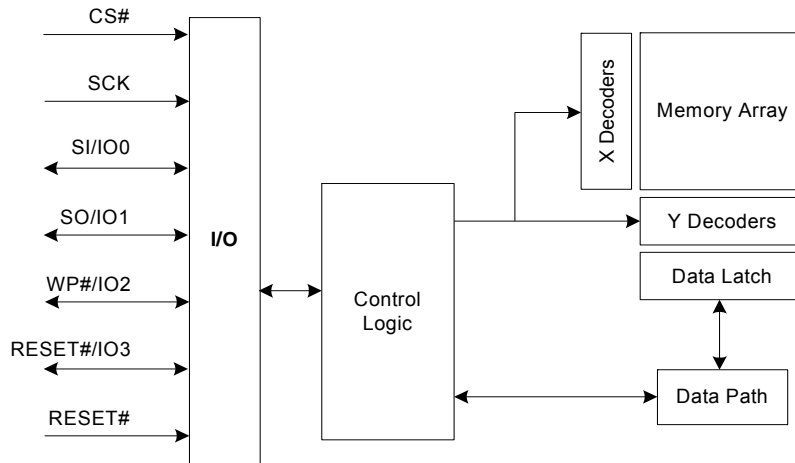 CS#
SCK
SI/IO0
SO/IO1
WP#/IO2
RESET#/IO3
RESET#
I/O
Control
Logic
X Decoders
Memory Array
Y Decoders
Data Latch
Data Path